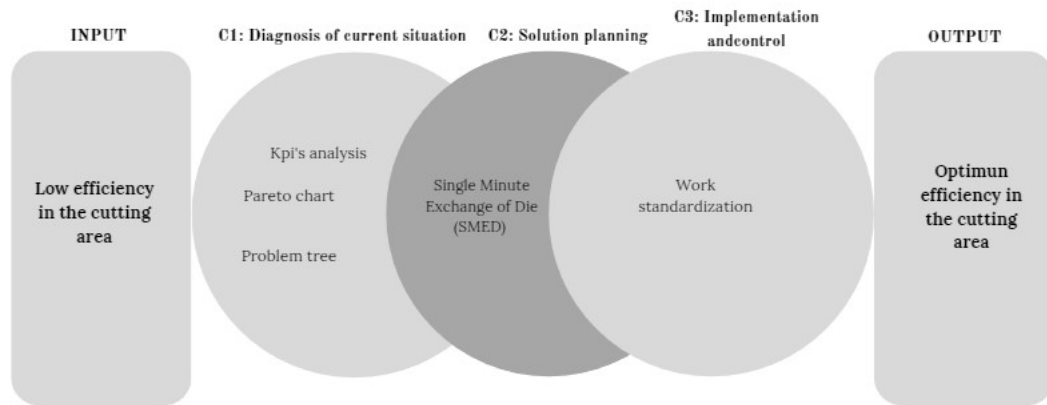 INPUT
C1: Diagnosis of current situation
C2: Solution planning
C3: Implementation
andcontrol
OUTPUT
Low efficiency
in the cutting
area
Kpi's analysis
Pareto chart
Problem tree
Single Minute
Exchange of Die
(SMED)
Work
standardization
Optimun
efficiency in
the cutting
area